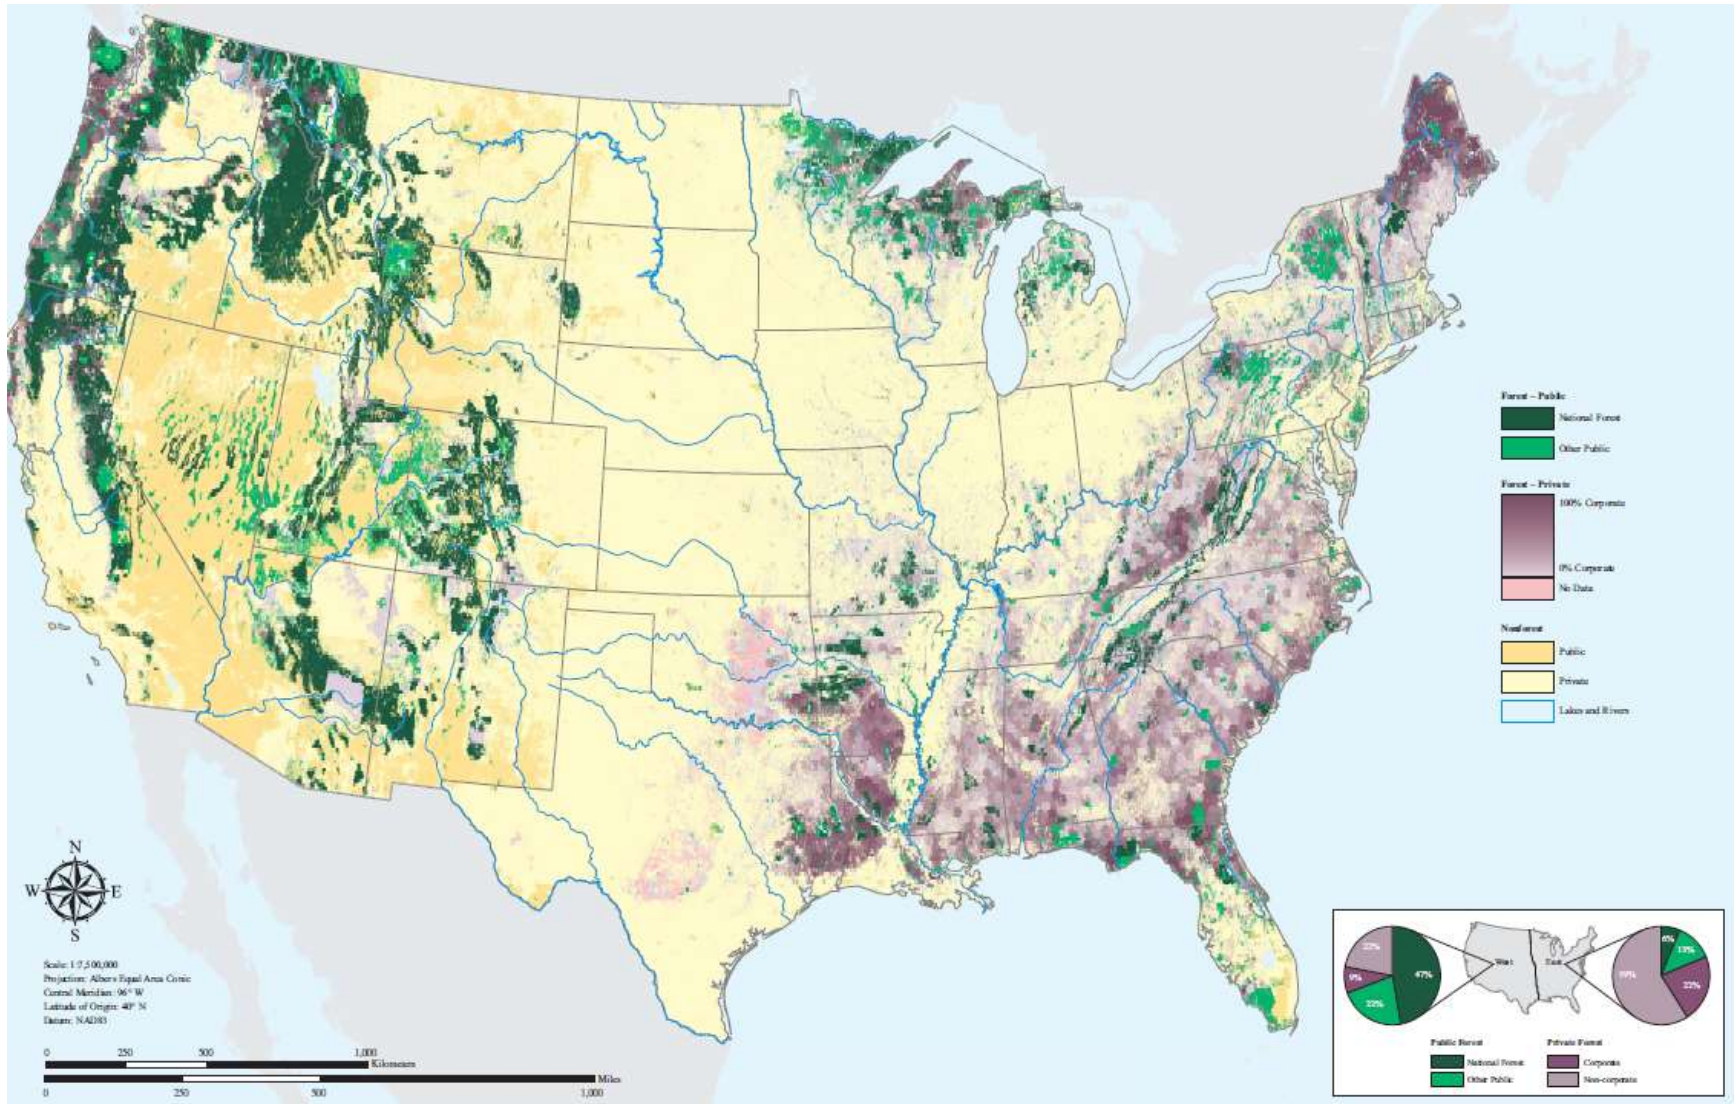 Forest – Public
National Forest
Other Public
Forest – Private
100% Corporate
0% Corporate
No Data
Nonforest
Public
Private
Lakes and Rivers
N
W
E
S
Scale: 1:7,500,000
Projection: Albers Equal Area Conic
Central Meridian: 96° W
Latitude of Origin: 40° N
Datum: NAD83
0 250 500 1,000
Kilometers
Miles
0 250 500 1,000
22%
47%
9%
22%
West
East
6%
13%
59%
22%
Public Forest
National Forest
Other Public
Private Forest
Corporate
Non-corporate